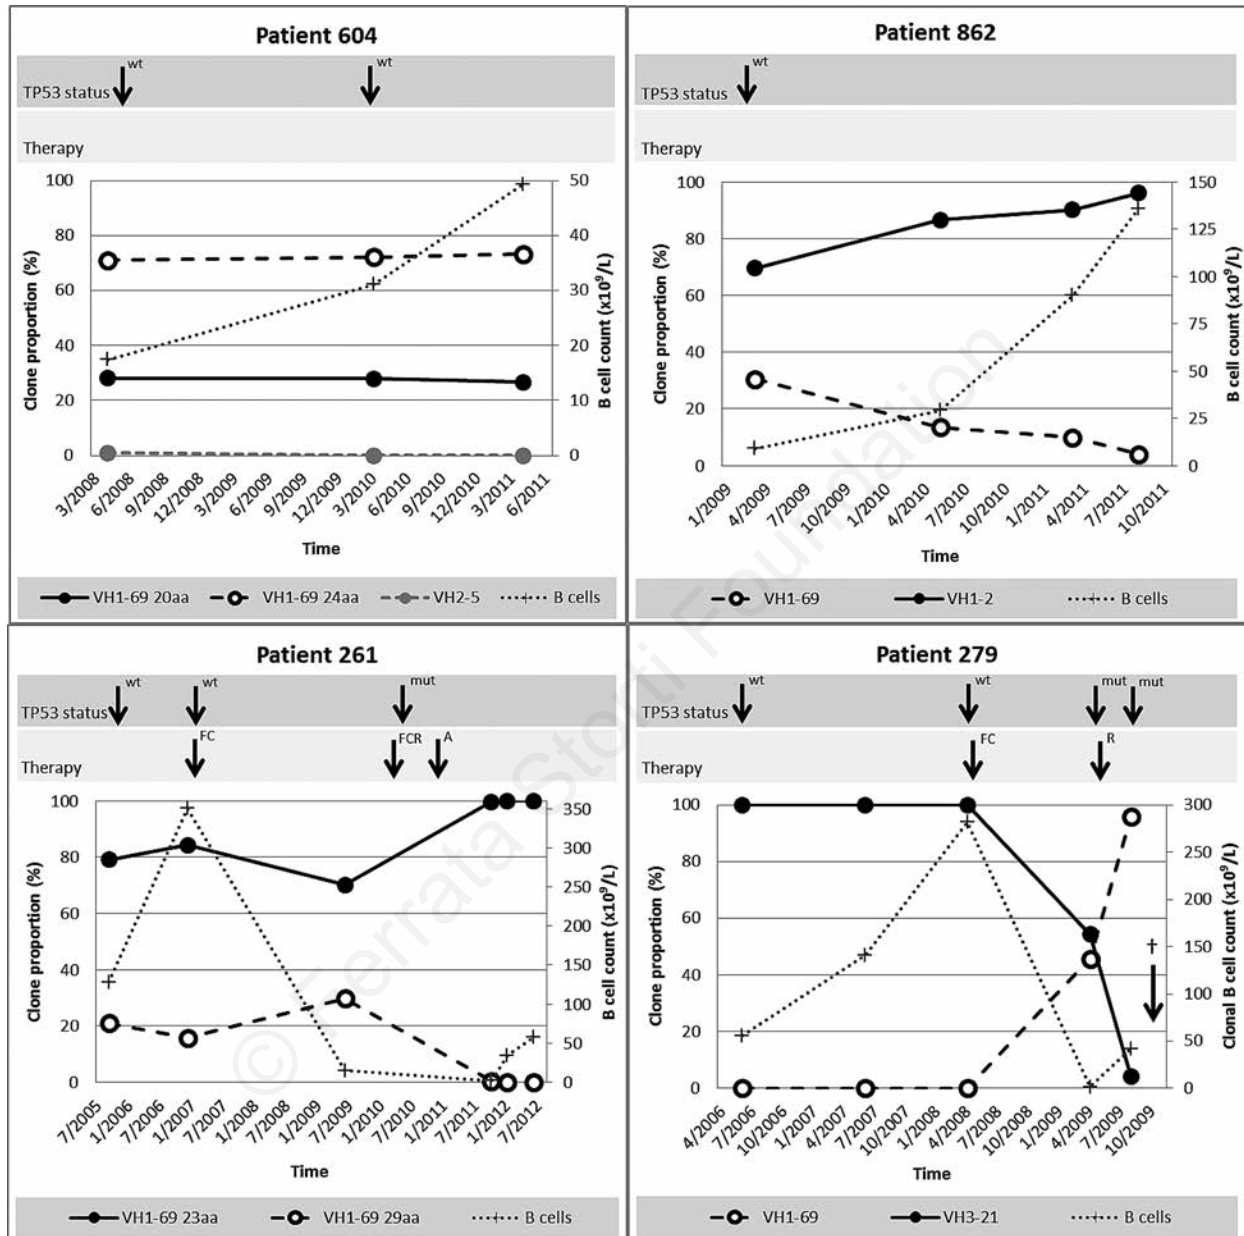 Patient 604
wt
wt
TP53 status
Therapy
Clone proportion (%)
100
80
60
40
20
0
50
40
30
20
10
0
B cell count (x10⁹/L)
3/2008
6/2008
9/2008
12/2008
3/2009
6/2009
9/2009
12/2009
3/2010
6/2010
9/2010
12/2010
3/2011
6/2011
Time
VH1-69 20aa
VH1-69 24aa
VH2-5
B cells
Patient 862
wt
TP53 status
Therapy
Clone proportion (%)
100
80
60
40
20
0
150
125
100
75
50
25
0
B cell count (x10⁹/L)
1/2009
4/2009
7/2009
10/2009
1/2010
4/2010
7/2010
10/2010
1/2011
4/2011
7/2011
10/2011
Time
VH1-69
VH1-2
B cells
Patient 261
wt
wt
mut
TP53 status
FC
FCR
A
Therapy
Clone proportion (%)
100
80
60
40
20
0
350
300
250
200
150
100
50
0
B cell count (x10⁹/L)
7/2005
1/2006
7/2006
1/2007
7/2007
1/2008
7/2008
1/2009
7/2009
1/2010
7/2010
1/2011
7/2011
1/2012
7/2012
Time
VH1-69 23aa
VH1-69 29aa
B cells
Patient 279
wt
wt
mut
mut
TP53 status
FC
R
Therapy
Clone proportion (%)
100
80
60
40
20
0
300
250
200
150
100
50
0
Clonal B cell count (x10⁹/L)
†
4/2006
7/2006
10/2006
1/2007
4/2007
7/2007
10/2007
1/2008
4/2008
7/2008
10/2008
1/2009
4/2009
7/2009
10/2009
Time
VH1-69
VH3-21
B cells
© Ferrata Storti Foundation